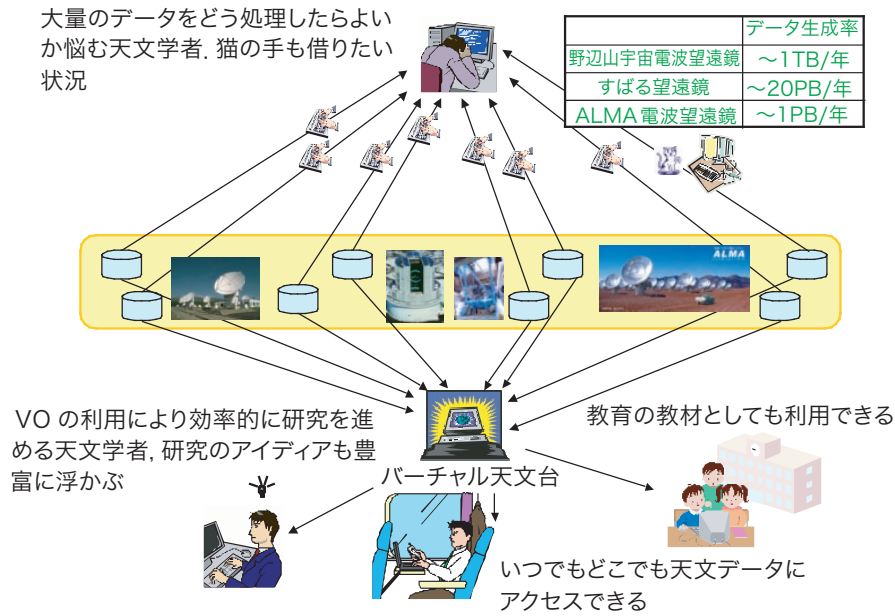 大量のデータをどう処理したらよい
か悩む天文学者. 猫の手も借りたい
状況
データ生成率
野辺山宇宙電波望遠鏡 ～1TB/年
すばる望遠鏡 ～20PB/年
ALMA電波望遠鏡 ～1PB/年
ALMA
VO の利用により効率的に研究を進
める天文学者, 研究のアイディアも豊
富に浮かぶ
バーチャル天文台
教育の教材としても利用できる
いつでもどこでも天文データに
アクセスできる